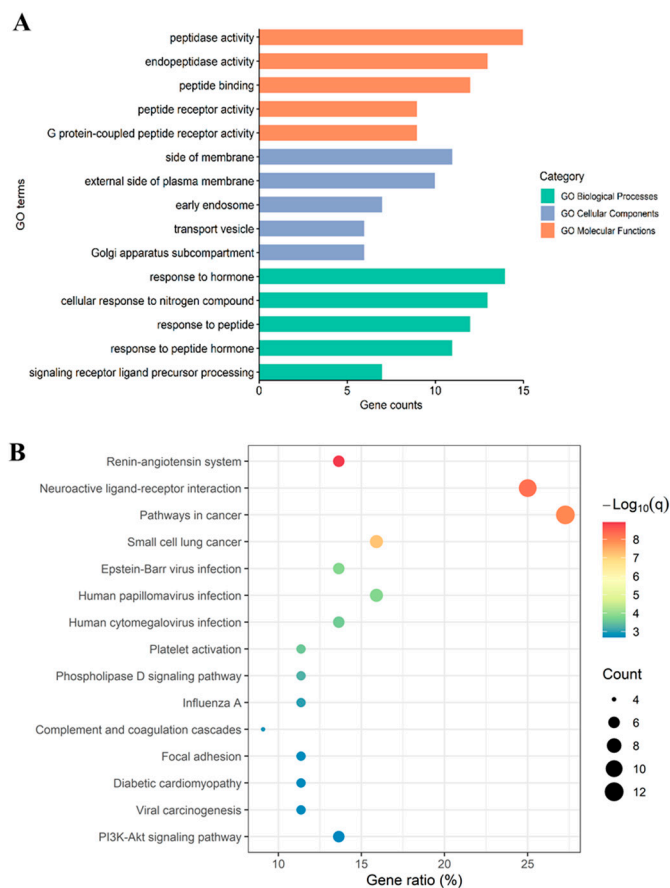 A
peptidase activity
endopeptidase activity
peptide binding
peptide receptor activity
G protein-coupled peptide receptor activity
side of membrane
external side of plasma membrane
early endosome
transport vesicle
Golgi apparatus subcompartment
response to hormone
cellular response to nitrogen compound
response to peptide
response to peptide hormone
signaling receptor ligand precursor processing
GO terms
0 5 10 15
Gene counts
Category
GO Biological Processes
GO Cellular Components
GO Molecular Functions
B
Renin-angiotensin system
Neuroactive ligand-receptor interaction
Pathways in cancer
Small cell lung cancer
Epstein-Barr virus infection
Human papillomavirus infection
Human cytomegalovirus infection
Platelet activation
Phospholipase D signaling pathway
Influenza A
Complement and coagulation cascades
Focal adhesion
Diabetic cardiomyopathy
Viral carcinogenesis
PI3K-Akt signaling pathway
10 15 20 25
Gene ratio (%)
−Log10(q)
8
7
6
5
4
3
Count
4
6
8
10
12